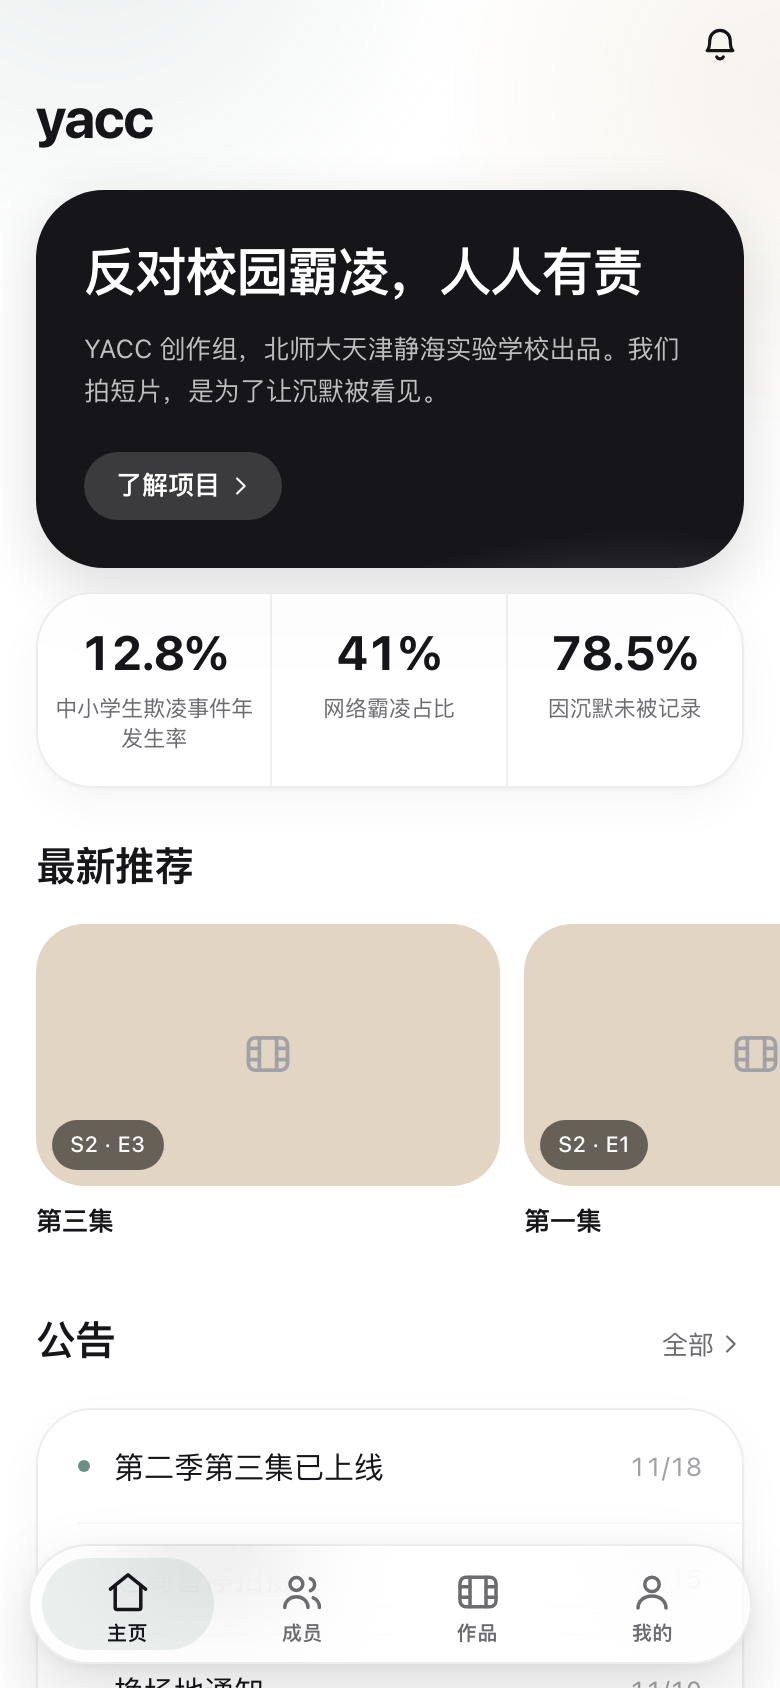 yacc
反对校园霸凌，人人有责
YACC 创作组，北师大天津静海实验学校出品。我们
拍短片，是为了让沉默被看见。
了解项目
12.8%
41%
78.5%
中小学生欺凌事件年
发生率
网络霸凌占比
因沉默未被记录
最新推荐
S2 · E3
S2 · E1
第三集
第一集
公告
全部
第二季第三集已上线
11/18
主页
成员
作品
我的